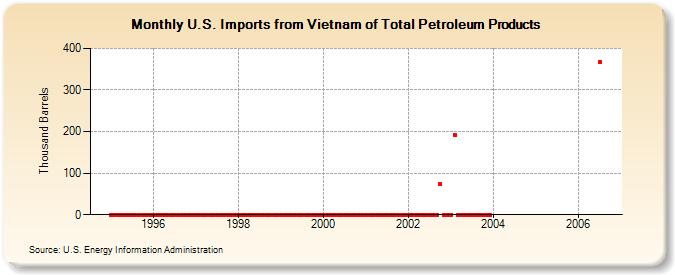 Monthly U.S. Imports from Vietnam of Total Petroleum Products
Thousand Barrels
400
300
200
100
0
1996 1998 2000 2002 2004 2006
Source: U.S. Energy Information Administration